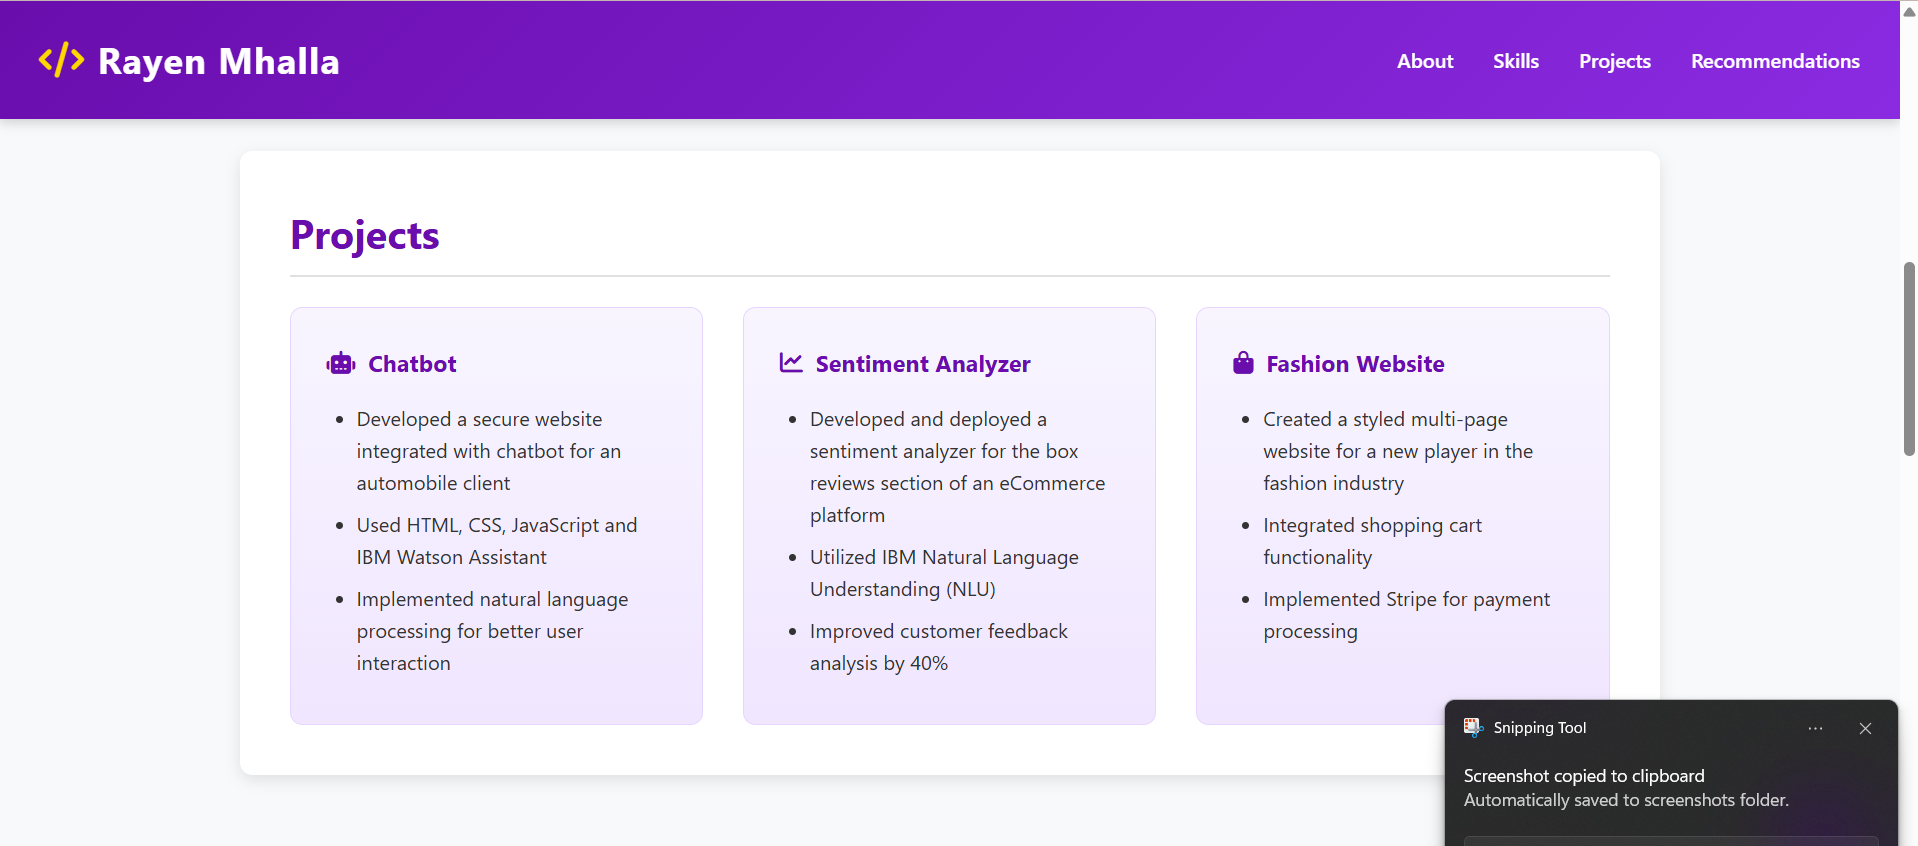 </> Rayen Mhalla
About
Skills
Projects
Recommendations
Projects
Chatbot
• Developed a secure website
integrated with chatbot for an
automobile client
• Used HTML, CSS, JavaScript and
IBM Watson Assistant
• Implemented natural language
processing for better user
interaction
Sentiment Analyzer
• Developed and deployed a
sentiment analyzer for the box
reviews section of an eCommerce
platform
• Utilized IBM Natural Language
Understanding (NLU)
• Improved customer feedback
analysis by 40%
Fashion Website
• Created a styled multi-page
website for a new player in the
fashion industry
• Integrated shopping cart
functionality
• Implemented Stripe for payment
processing
Snipping Tool
Screenshot copied to clipboard
Automatically saved to screenshots folder.